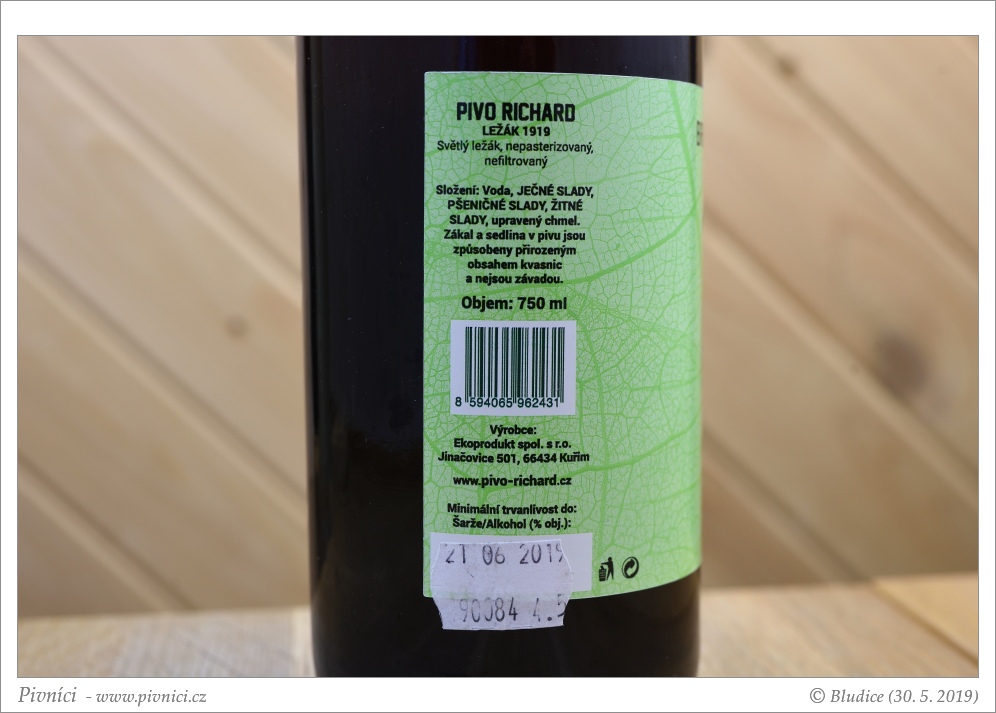 PIVO RICHARD
LEŽÁK 1919
Světlý ležák, nepasterizovaný,
nefiltrovaný
Složení: Voda, JEČNÉ SLADY,
PŠENIČNÉ SLADY, ŽITNÉ
SLADY, upravený chmel.
Zákal a sedlina v pivu jsou
způsobeny přirozeným
obsahem kvasnic
a nejsou závadou.
Objem: 750 ml
8 594065 962431
Výrobce:
Ekoprodukt spol. s r.o.
Jinačovice 501, 66434 Kuřim
www.pivo-richard.cz
Minimální trvanlivost do:
Šarže/Alkohol (% obj.):
21 06 2019
90084 4.5
Pivníci - www.pivnici.cz
© Bludice (30. 5. 2019)